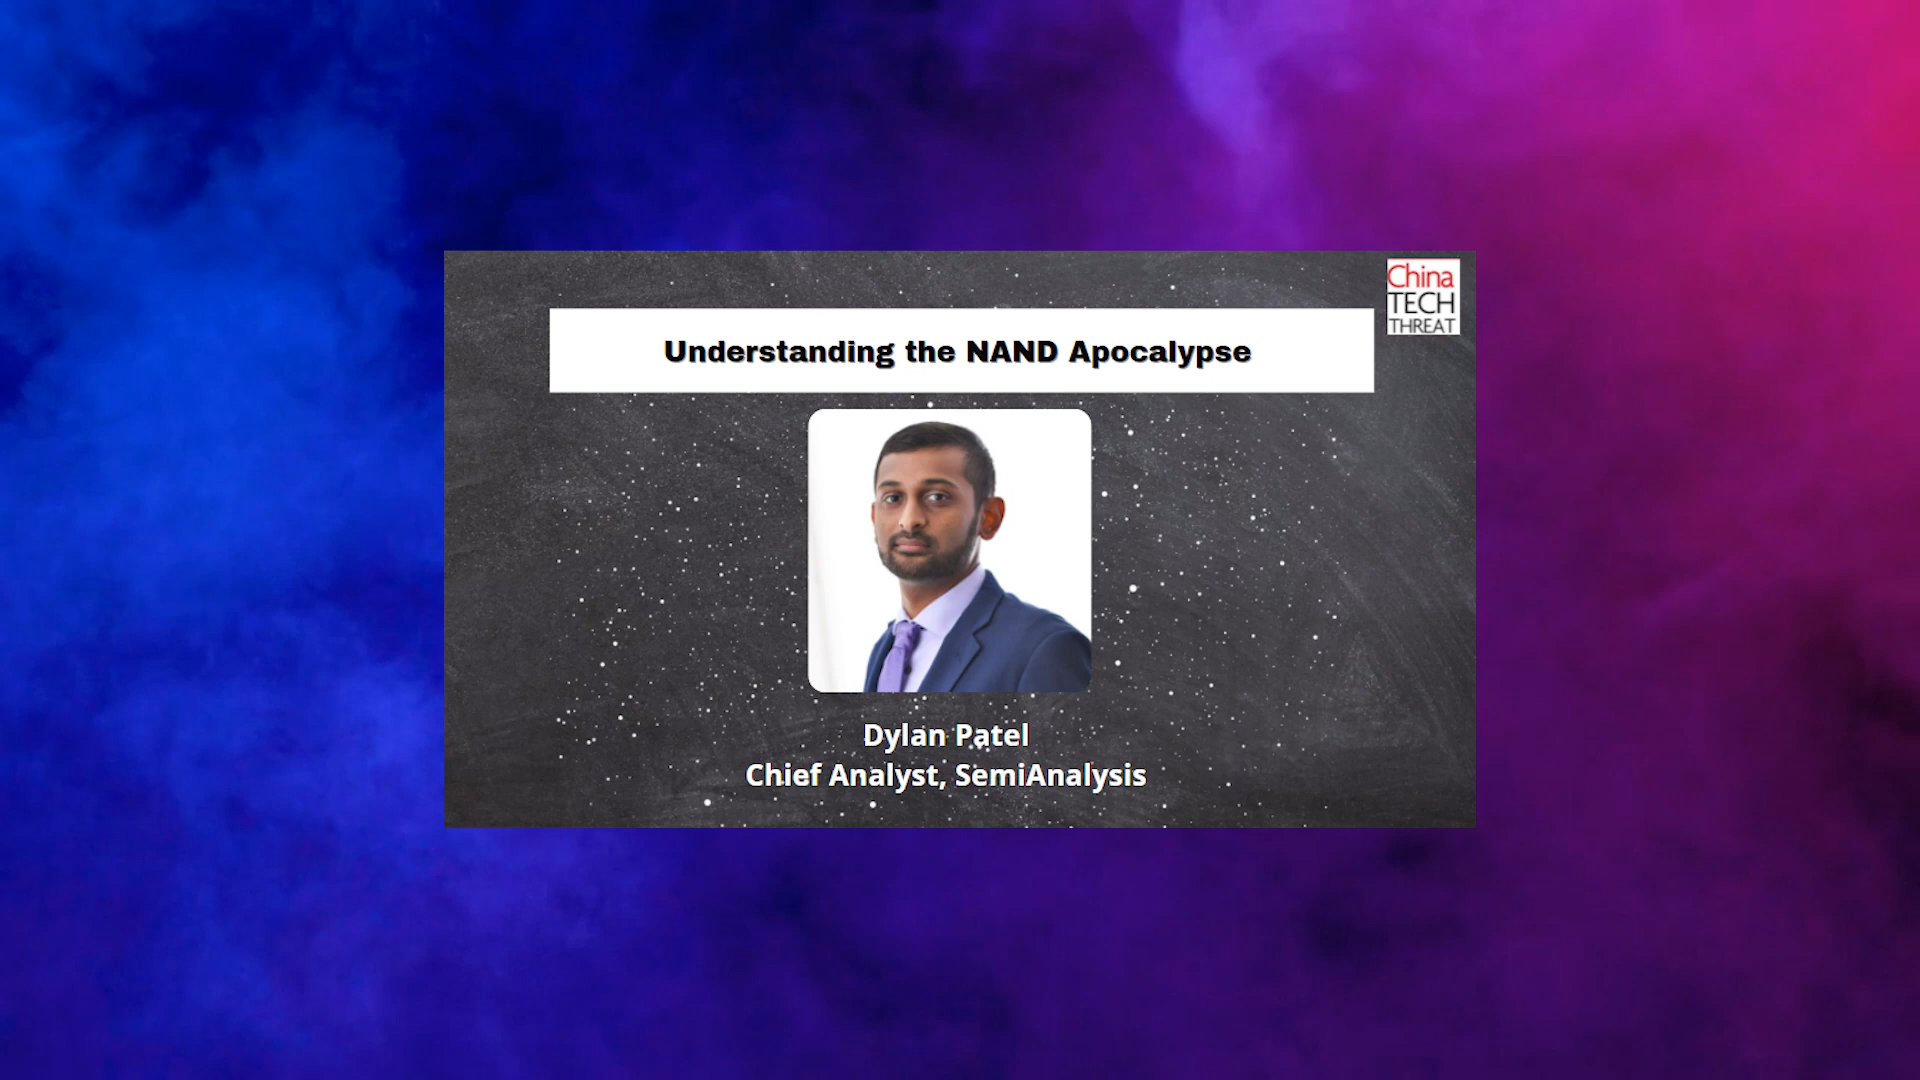 China
TECH
THREAT
Understanding the NAND Apocalypse
Dylan Patel
Chief Analyst, SemiAnalysis